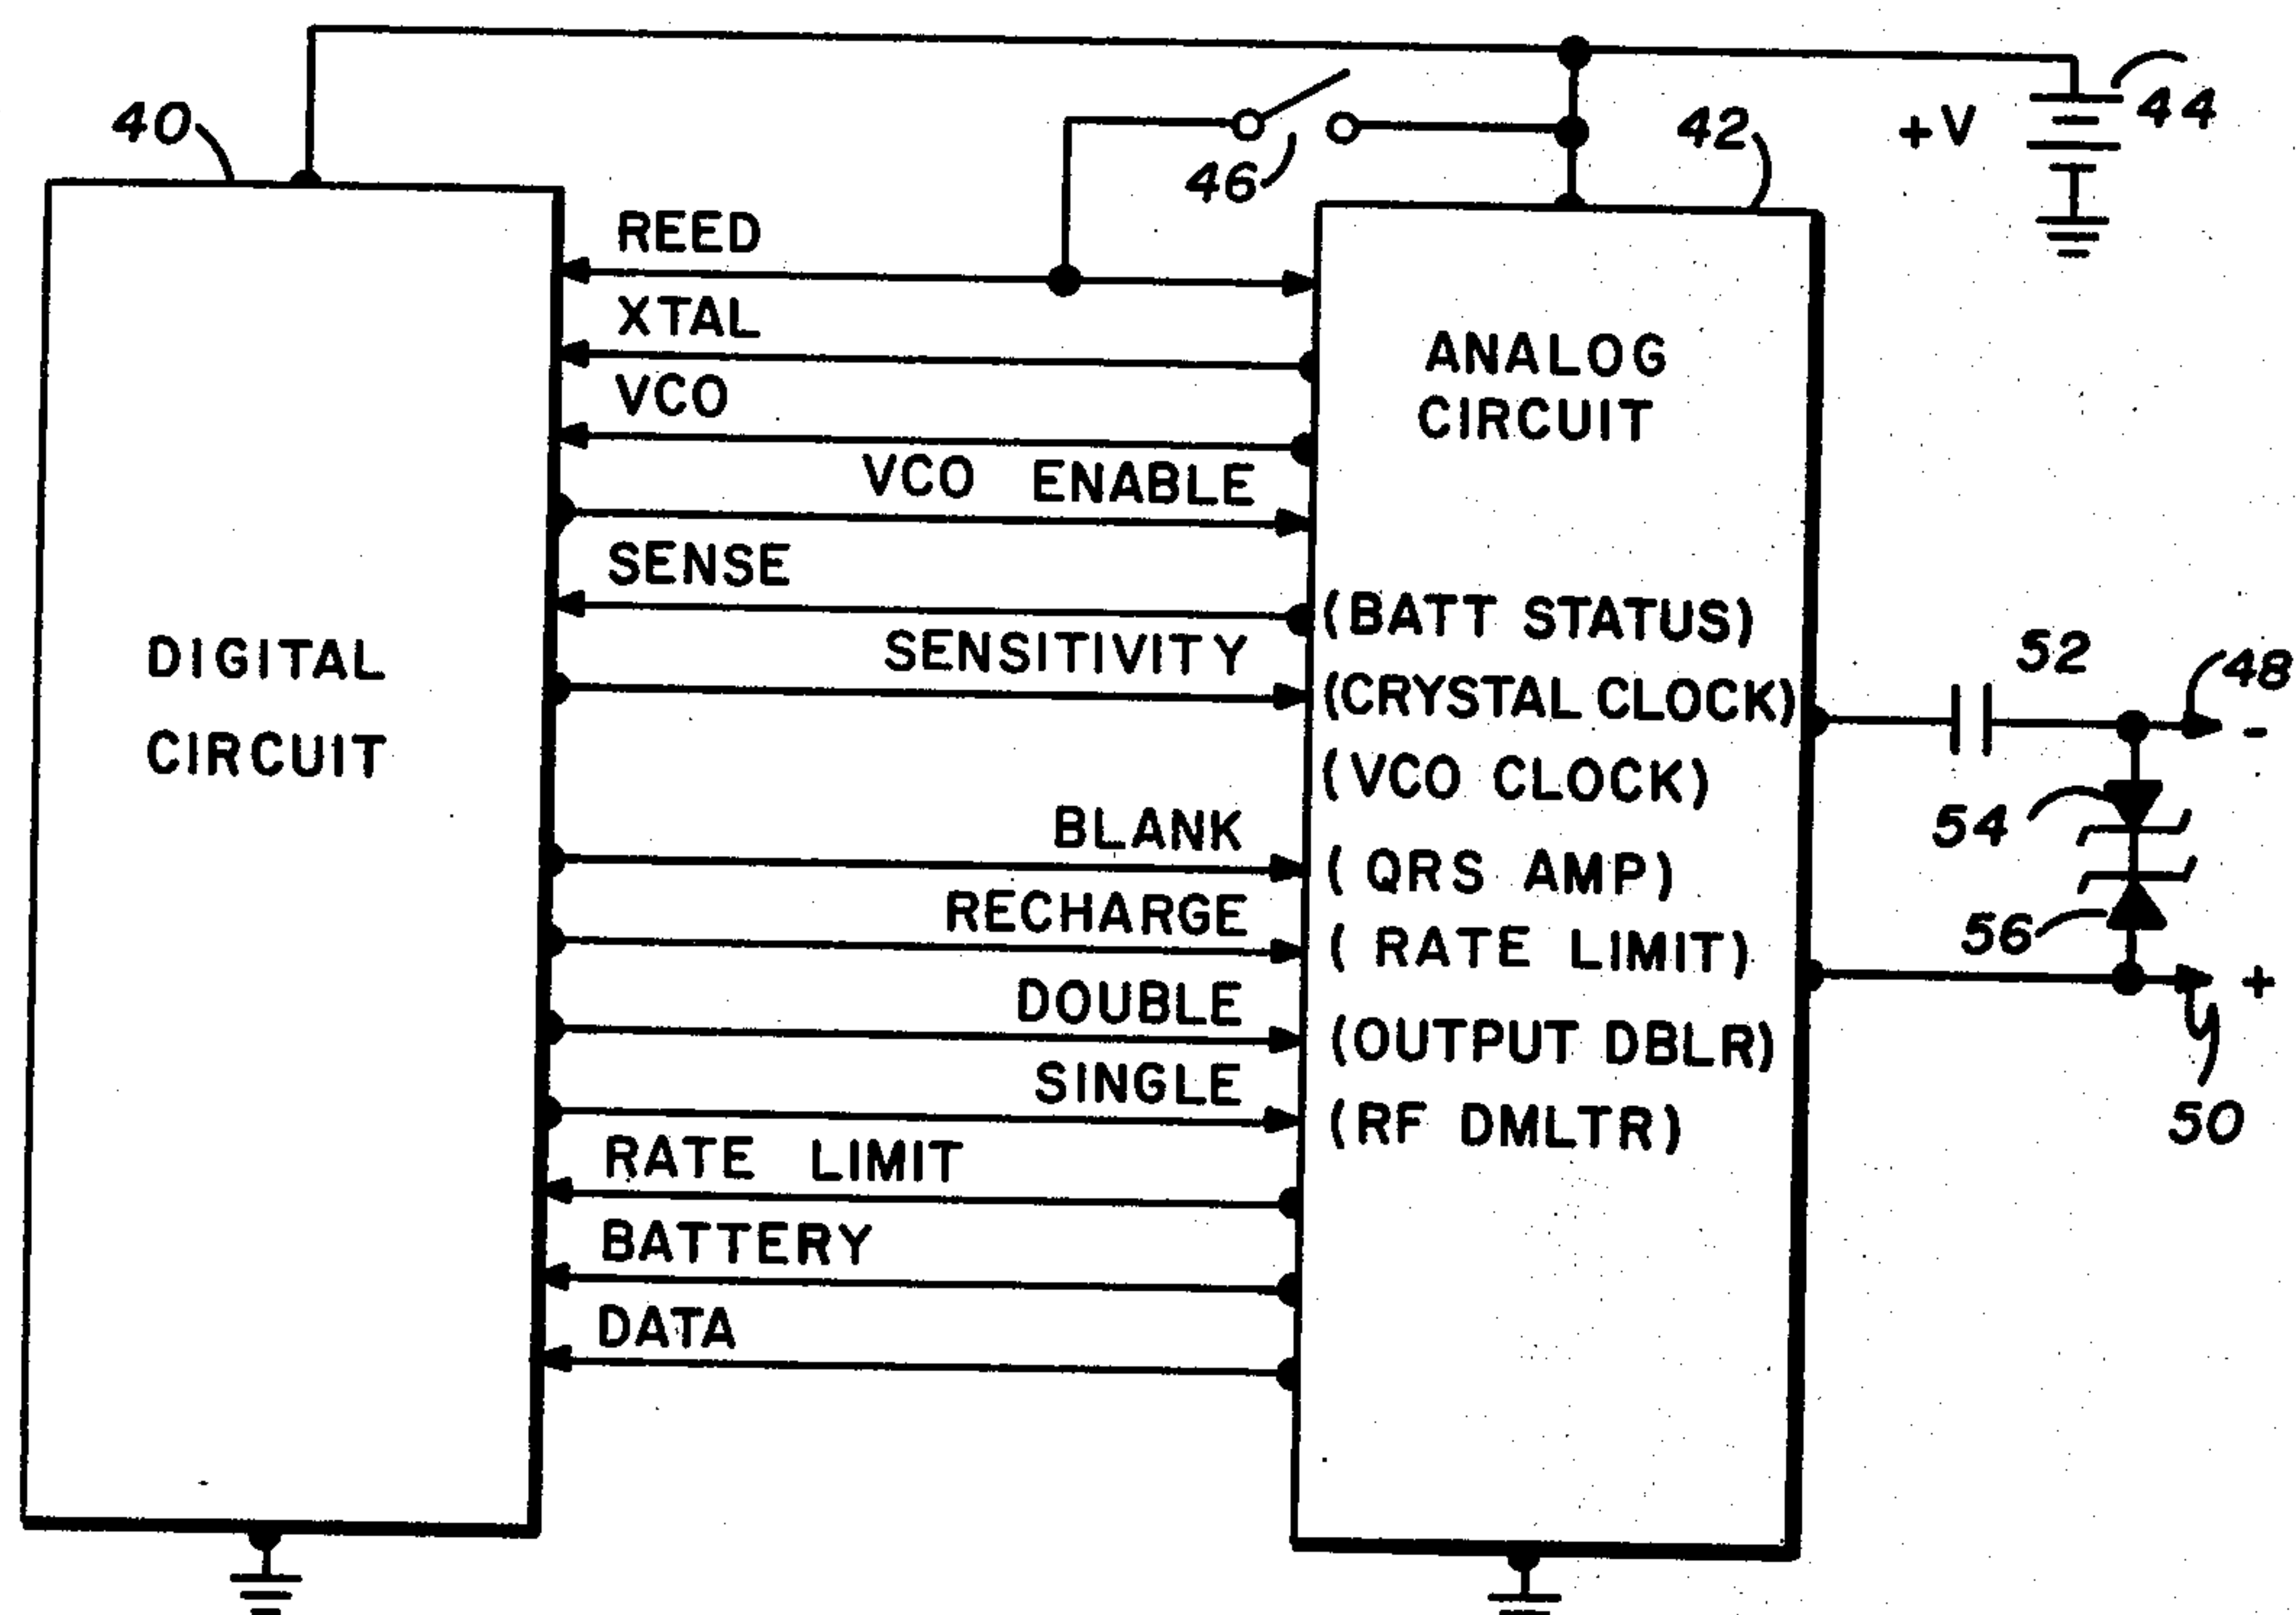 40
46
42
+V
44
REED
XTAL
VCO
VCO ENABLE
SENSE
SENSITIVITY
BLANK
RECHARGE
DOUBLE
SINGLE
RATE LIMIT
BATTERY
DATA
DIGITAL
CIRCUIT
ANALOG
CIRCUIT
(BATT STATUS)
(CRYSTAL CLOCK)
(VCO CLOCK)
( QRS AMP)
( RATE LIMIT)
(OUTPUT DBLR)
(RF DMLTR)
52
48
-
54
56
+
50